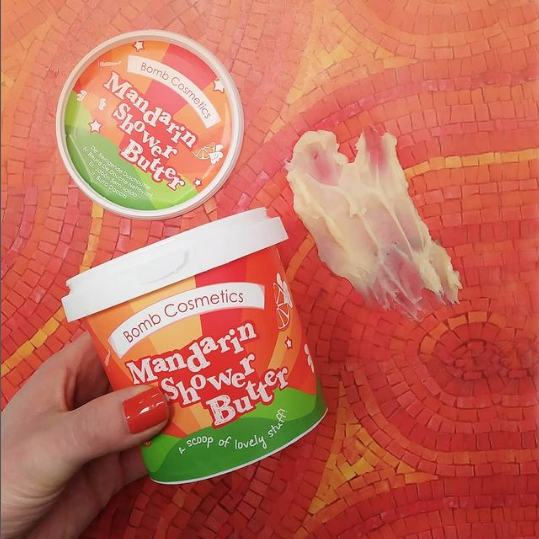 Bomb Cosmetics
Mandarin
Shower
Butter
Bomb Cosmetics
Mandarin
Shower
Butter
a scoop of lovely stuff!